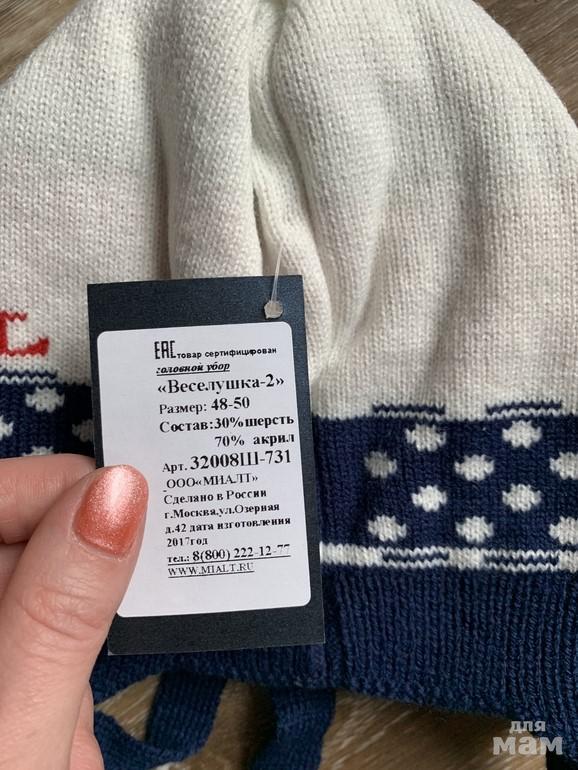 L
EAC товар сертифицирован
головной убор
«Веселушка-2»
Размер: 48-50
Состав:30%шерсть
70% акрил
Арт. 32008Ш-731
ООО«МИАЛТ»
Сделано в России
г.Москва,ул.Озерная
д.42 дата изготовления
2017год
тел.: 8(800) 222-12-77
WWW.MIALT.RU
для
мам